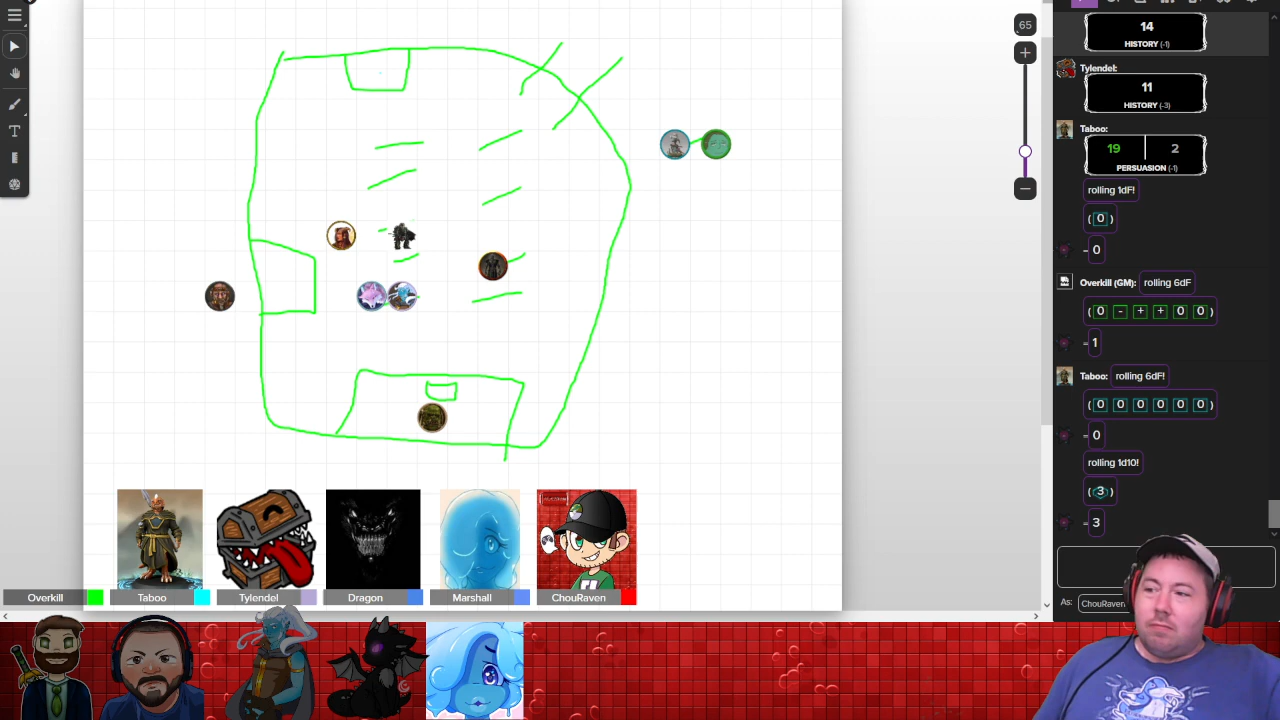 65
14
HISTORY (-1)
Tylendel:
11
HISTORY (-3)
Taboo:
19 2
PERSUASION (-1)
rolling 1dF!
(0)
=0
Overkill (GM): rolling 6dF
(0 - + + 0 0)
=1
Taboo: rolling 6dF!
(0 0 0 0 0 0)
=0
rolling 1d10!
(3)
=3
As: ChouRaven
Overkill Taboo Tylendel Dragon Marshall ChouRaven